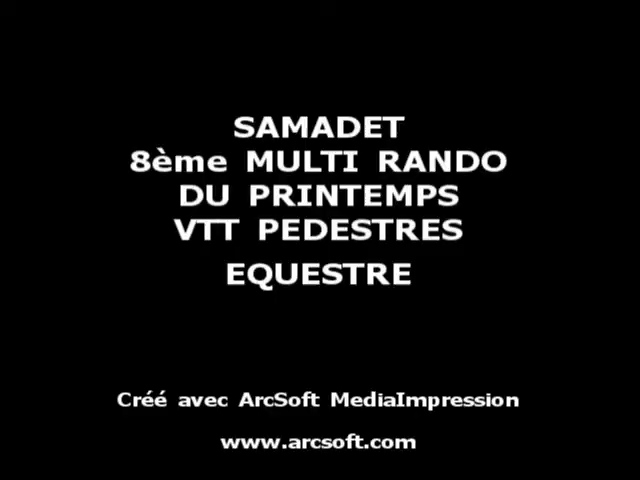 SAMADET
8ème MULTI RANDO
DU PRINTEMPS
VTT PEDESTRES
EQUESTRE
Créé avec ArcSoft MediaImpression
www.arcsoft.com